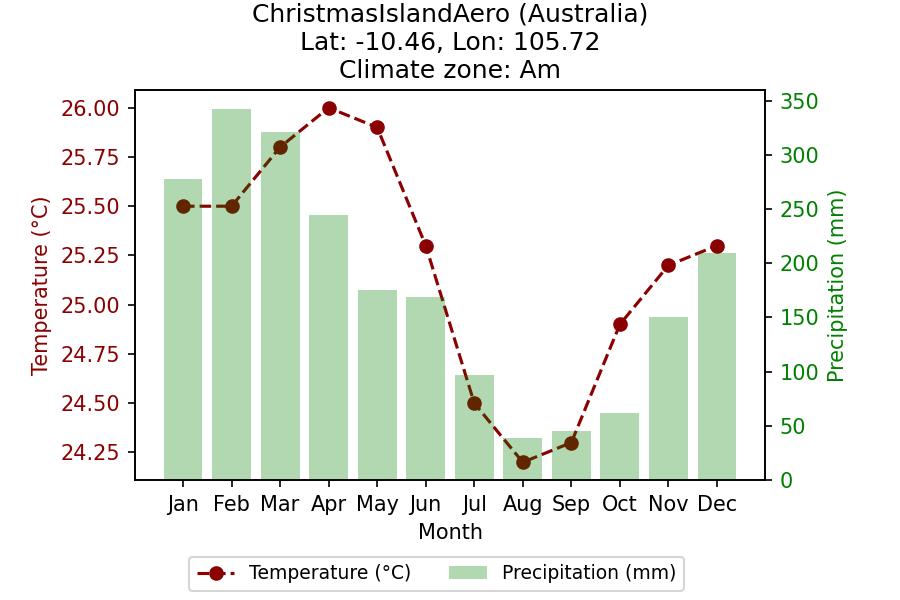 ChristmasIslandAero (Australia)
Lat: -10.46, Lon: 105.72
Climate zone: Am
26.00
25.75
25.50
25.25
25.00
24.75
24.50
24.25
Temperature (°C)
350
300
250
200
150
100
50
0
Precipitation (mm)
Jan Feb Mar Apr May Jun Jul Aug Sep Oct Nov Dec
Month
Temperature (°C) Precipitation (mm)